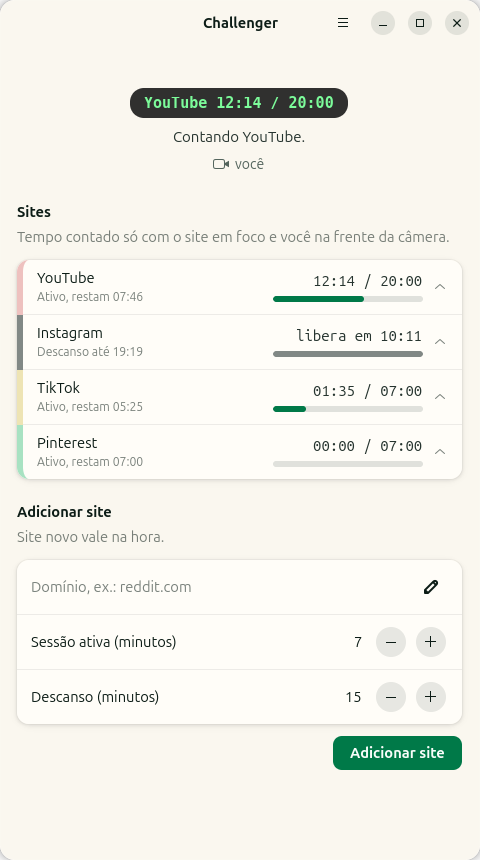 Challenger
YouTube 12:14 / 20:00
Contando YouTube.
você
Sites
Tempo contado só com o site em foco e você na frente da câmera.
YouTube
12:14 / 20:00
Ativo, restam 07:46
Instagram
libera em 10:11
Descanso até 19:19
TikTok
01:35 / 07:00
Ativo, restam 05:25
Pinterest
00:00 / 07:00
Ativo, restam 07:00
Adicionar site
Site novo vale na hora.
Domínio, ex.: reddit.com
Sessão ativa (minutos) 7
Descanso (minutos) 15
Adicionar site